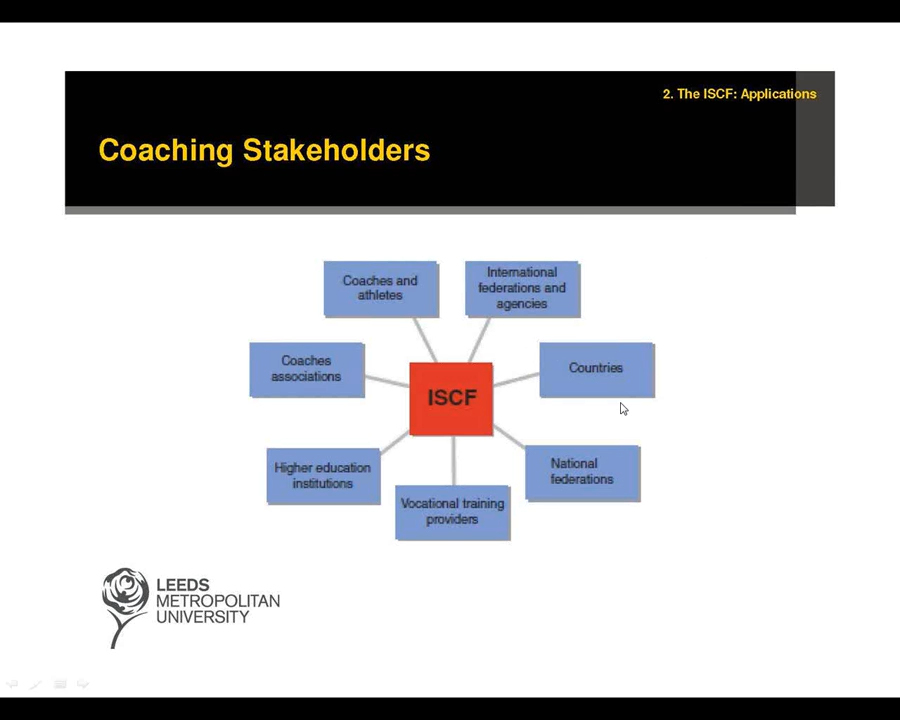 2. The ISCF: Applications
Coaching Stakeholders
Coaches and
athletes
International
federations and
agencies
Coaches
associations
ISCF
Countries
Higher education
institutions
National
federations
Vocational training
providers
LEEDS
METROPOLITAN
UNIVERSITY